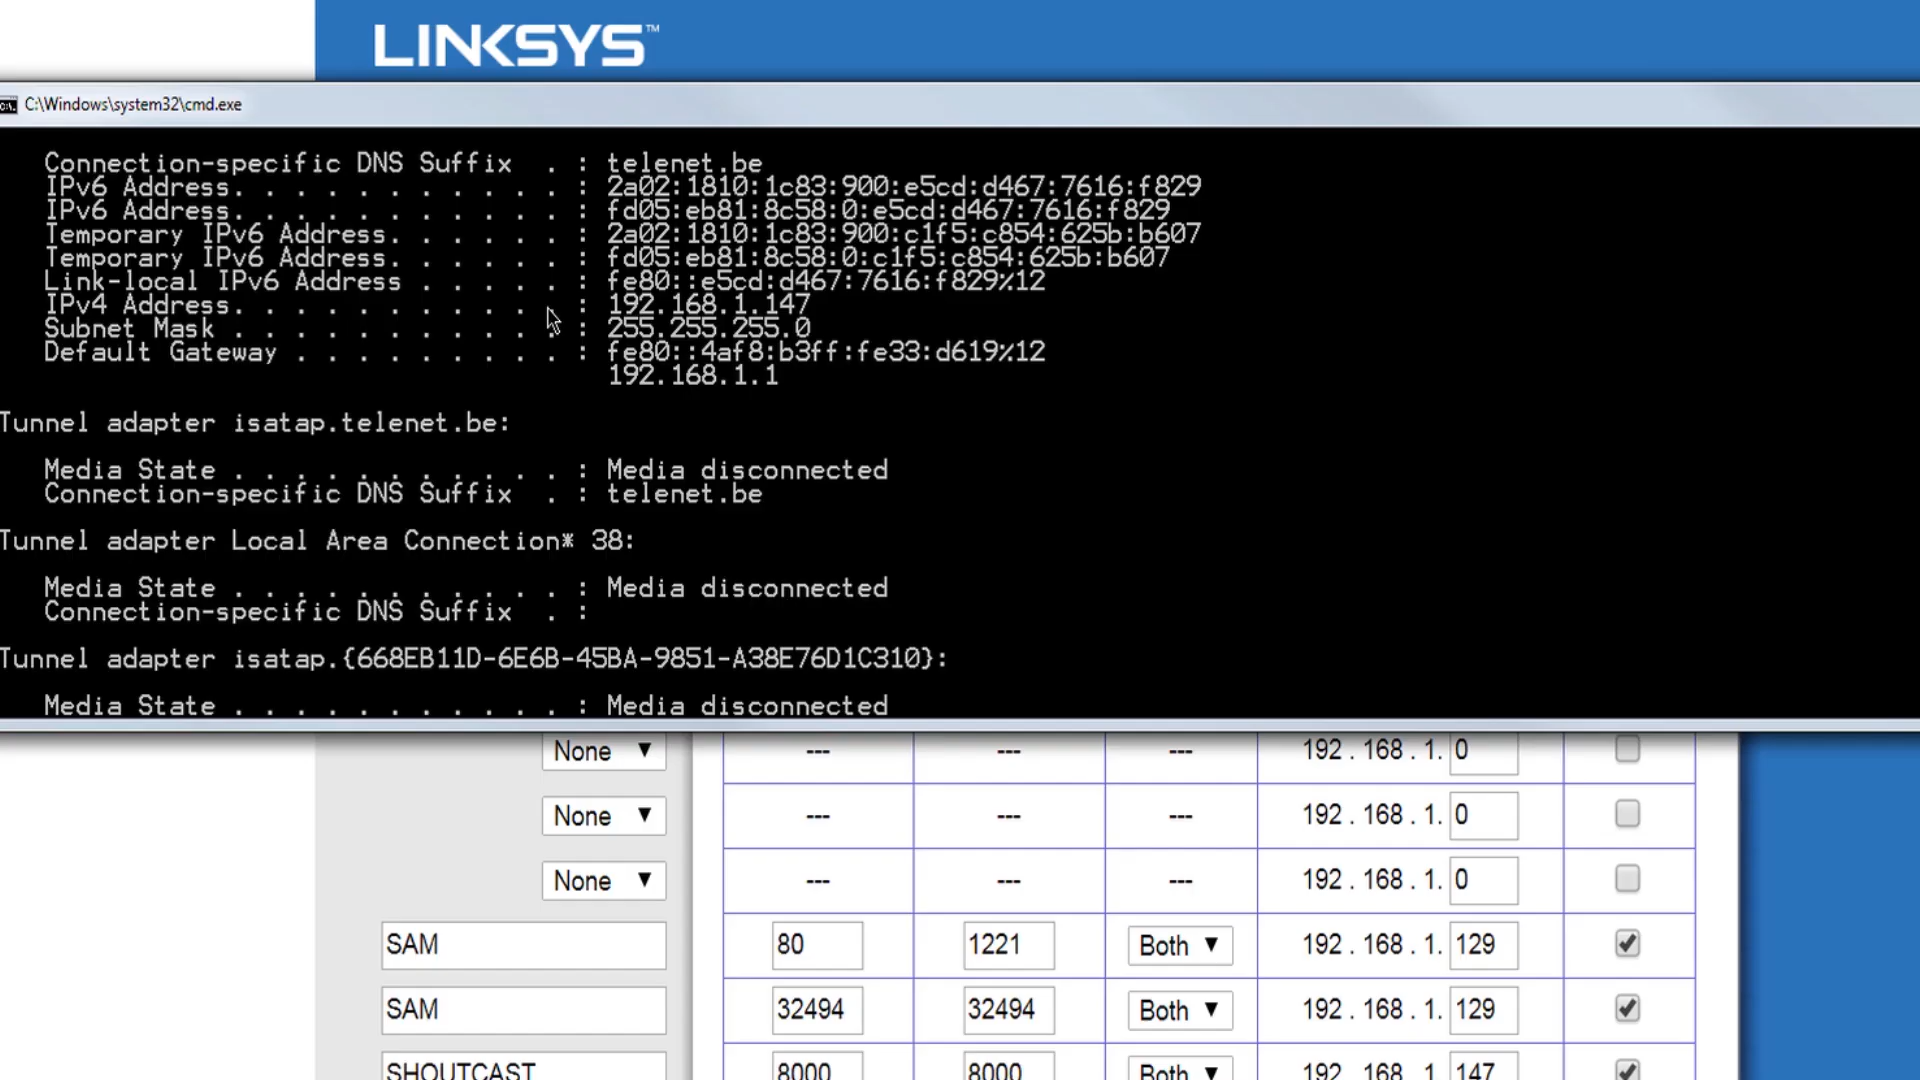 LINKSYS™
C:\Windows\system32\cmd.exe
Connection-specific DNS Suffix . : telenet.be
IPv6 Address. . . . . . . . . . . : 2a02:1810:1c83:900:e5cd:d467:7616:f829
IPv6 Address. . . . . . . . . . . : fd05:eb81:8c58:0:e5cd:d467:7616:f829
Temporary IPv6 Address. . . . . . : 2a02:1810:1c83:900:c1f5:c854:625b:b607
Temporary IPv6 Address. . . . . . : fd05:eb81:8c58:0:c1f5:c854:625b:b607
Link-local IPv6 Address . . . . . : fe80::e5cd:d467:7616:f829%12
IPv4 Address. . . . . . . . . . . : 192.168.1.147
Subnet Mask . . . . . . . . . . . : 255.255.255.0
Default Gateway . . . . . . . . . : fe80::4af8:b3ff:fe33:d619%12
192.168.1.1
Tunnel adapter isatap.telenet.be:
Media State . . . . . . . . . . . : Media disconnected
Connection-specific DNS Suffix . : telenet.be
Tunnel adapter Local Area Connection* 38:
Media State . . . . . . . . . . . : Media disconnected
Connection-specific DNS Suffix . :
Tunnel adapter isatap.{668EB11D-6E6B-45BA-9851-A38E76D1C310}:
Media State . . . . . . . . . . . : Media disconnected
None --- --- --- 192 . 168 . 1. 0
None --- --- --- 192 . 168 . 1. 0
None --- --- --- 192 . 168 . 1. 0
SAM 80 1221 Both 192 . 168 . 1. 129
SAM 32494 32494 Both 192 . 168 . 1. 129
SHOUTCAST 8000 8000 Both 192 . 168 . 1. 147